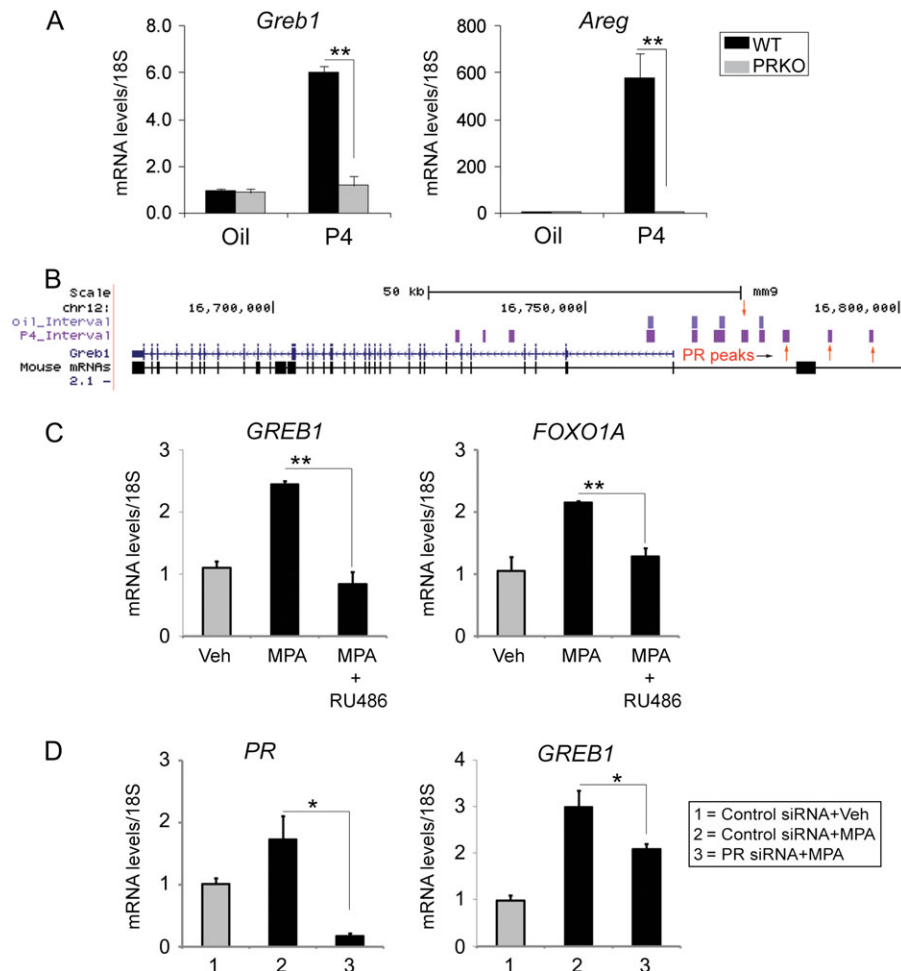 A
Greb1
Areg
mRNA levels/18S
8.0
6.0
4.0
2.0
0.0
**
Oil
P4
mRNA levels/18S
800
600
400
200
0
**
Oil
P4
WT
PRKO
B
Scale
50 kb
mm9
chr12:
16,700,000
16,750,000
16,800,000
oil_Interval
P4_Interval
Greb1
PR peaks→
Mouse mRNAs
2.1 -
C
GREB1
FOXO1A
mRNA levels/18S
3
2
1
0
**
Veh
MPA
MPA
+
RU486
mRNA levels/18S
3
2
1
0
**
Veh
MPA
MPA
+
RU486
D
PR
GREB1
mRNA levels/18S
3
2
1
0
*
1
2
3
mRNA levels/18S
4
3
2
1
0
*
1
2
3
1 = Control siRNA+Veh
2 = Control siRNA+MPA
3 = PR siRNA+MPA